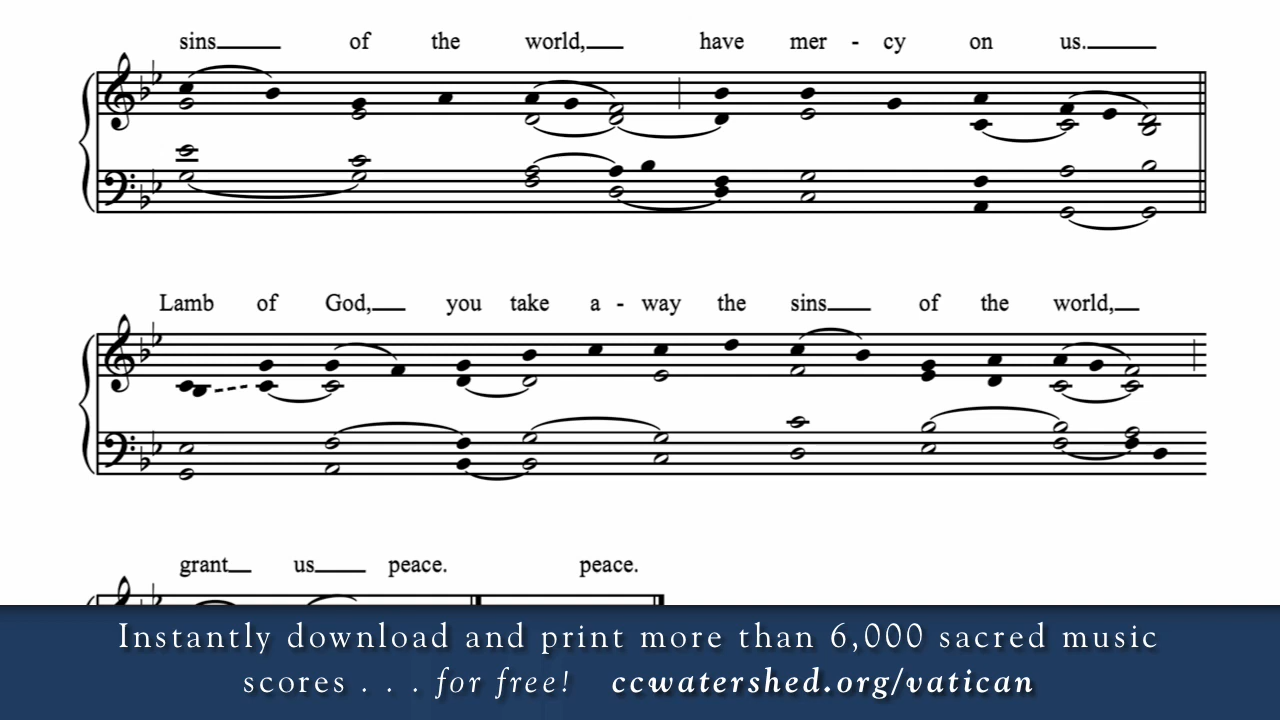 sins of the world, have mer - cy on us.
Lamb of God, you take a - way the sins of the world,
grant us peace. peace.
Instantly download and print more than 6,000 sacred music
scores . . . for free! ccwatershed.org/vatican